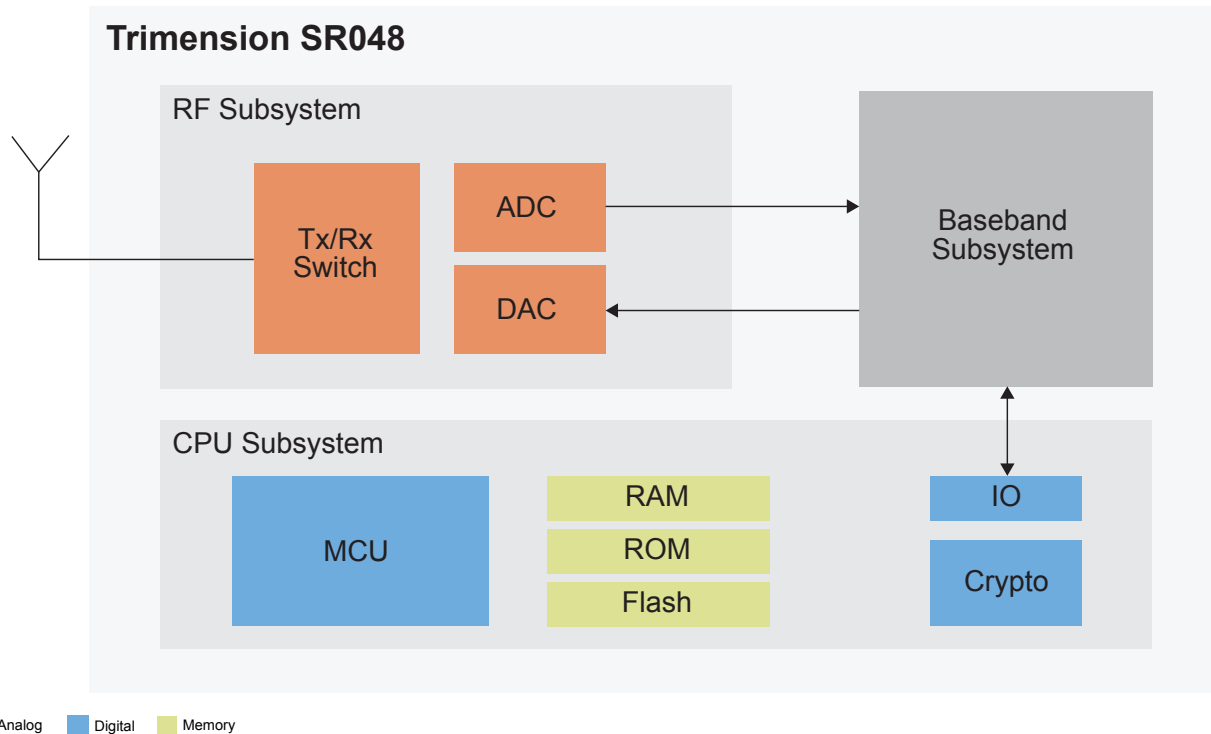 Trimension SR048
RF Subsystem
Tx/Rx
Switch
ADC
DAC
Baseband
Subsystem
CPU Subsystem
MCU
RAM
ROM
Flash
IO
Crypto
Analog Digital Memory